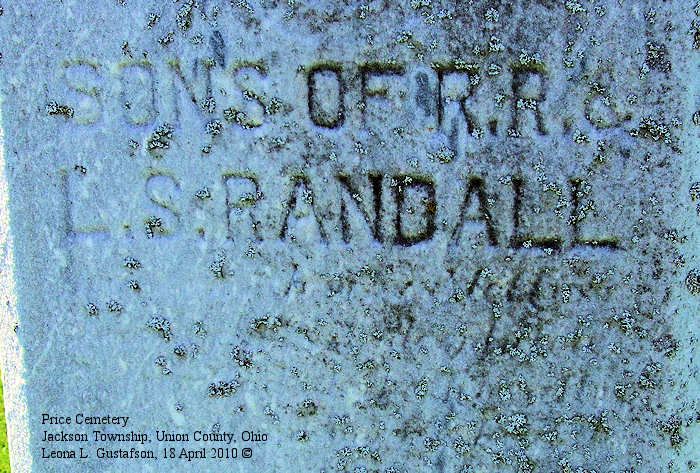 SONS OF R.R. &
L.S. RANDALL
Price Cemetery
Jackson Township, Union County, Ohio
Leona L. Gustafson, 18 April 2010 ©